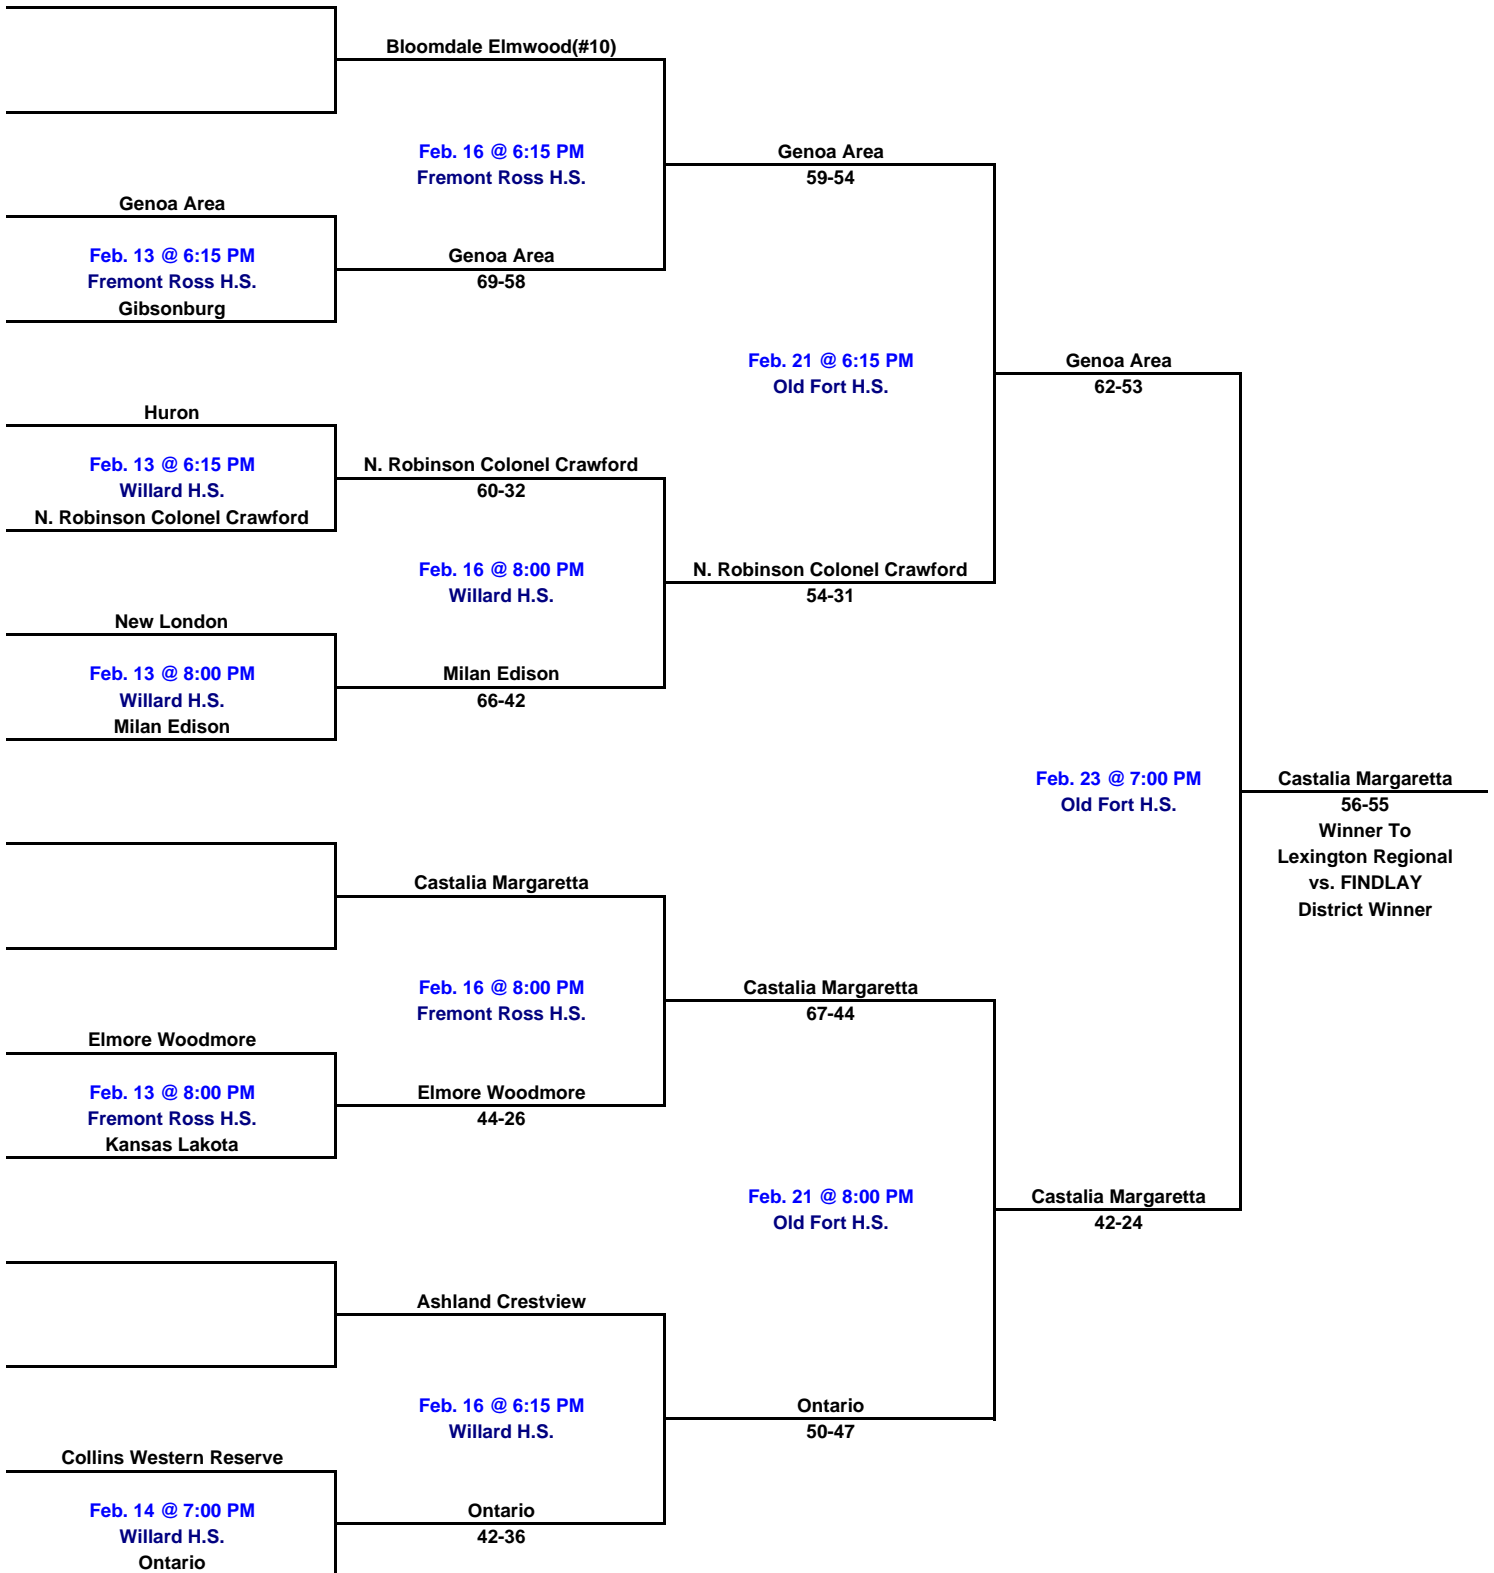 Bloomdale Elmwood(#10)
Feb. 16 @ 6:15 PM
Fremont Ross H.S.
Genoa Area
59-54
Genoa Area
Feb. 13 @ 6:15 PM
Fremont Ross H.S.
Gibsonburg
Genoa Area
69-58
Feb. 21 @ 6:15 PM
Old Fort H.S.
Genoa Area
62-53
Huron
Feb. 13 @ 6:15 PM
Willard H.S.
N. Robinson Colonel Crawford
N. Robinson Colonel Crawford
60-32
Feb. 16 @ 8:00 PM
Willard H.S.
N. Robinson Colonel Crawford
54-31
New London
Feb. 13 @ 8:00 PM
Willard H.S.
Milan Edison
Milan Edison
66-42
Feb. 23 @ 7:00 PM
Old Fort H.S.
Castalia Margaretta
56-55
Winner To
Lexington Regional
vs. FINDLAY
District Winner
Castalia Margaretta
Feb. 16 @ 8:00 PM
Fremont Ross H.S.
Castalia Margaretta
67-44
Elmore Woodmore
Feb. 13 @ 8:00 PM
Fremont Ross H.S.
Kansas Lakota
Elmore Woodmore
44-26
Feb. 21 @ 8:00 PM
Old Fort H.S.
Castalia Margaretta
42-24
Ashland Crestview
Feb. 16 @ 6:15 PM
Willard H.S.
Ontario
50-47
Collins Western Reserve
Feb. 14 @ 7:00 PM
Willard H.S.
Ontario
Ontario
42-36